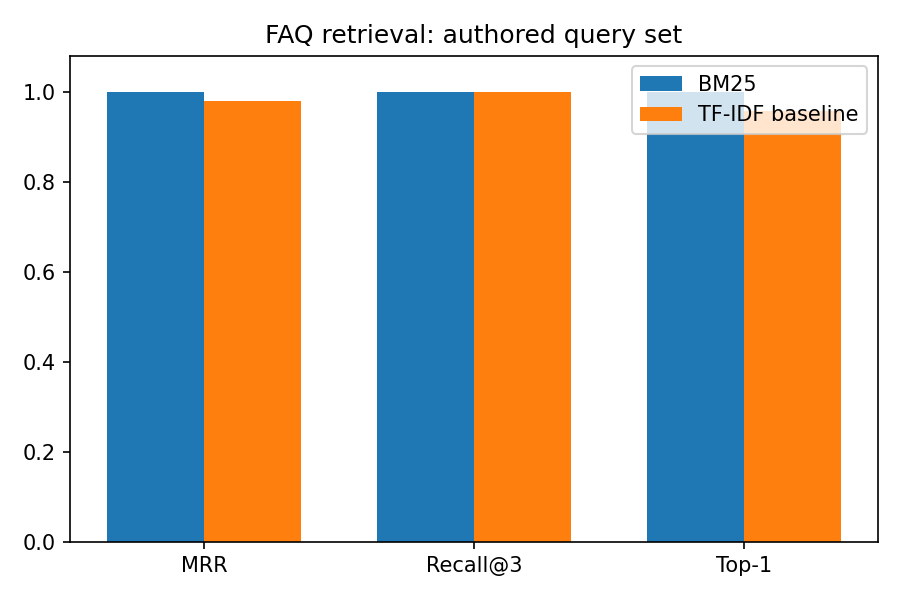 FAQ retrieval: authored query set
BM25
TF-IDF baseline
1.0
0.8
0.6
0.4
0.2
0.0
MRR
Recall@3
Top-1